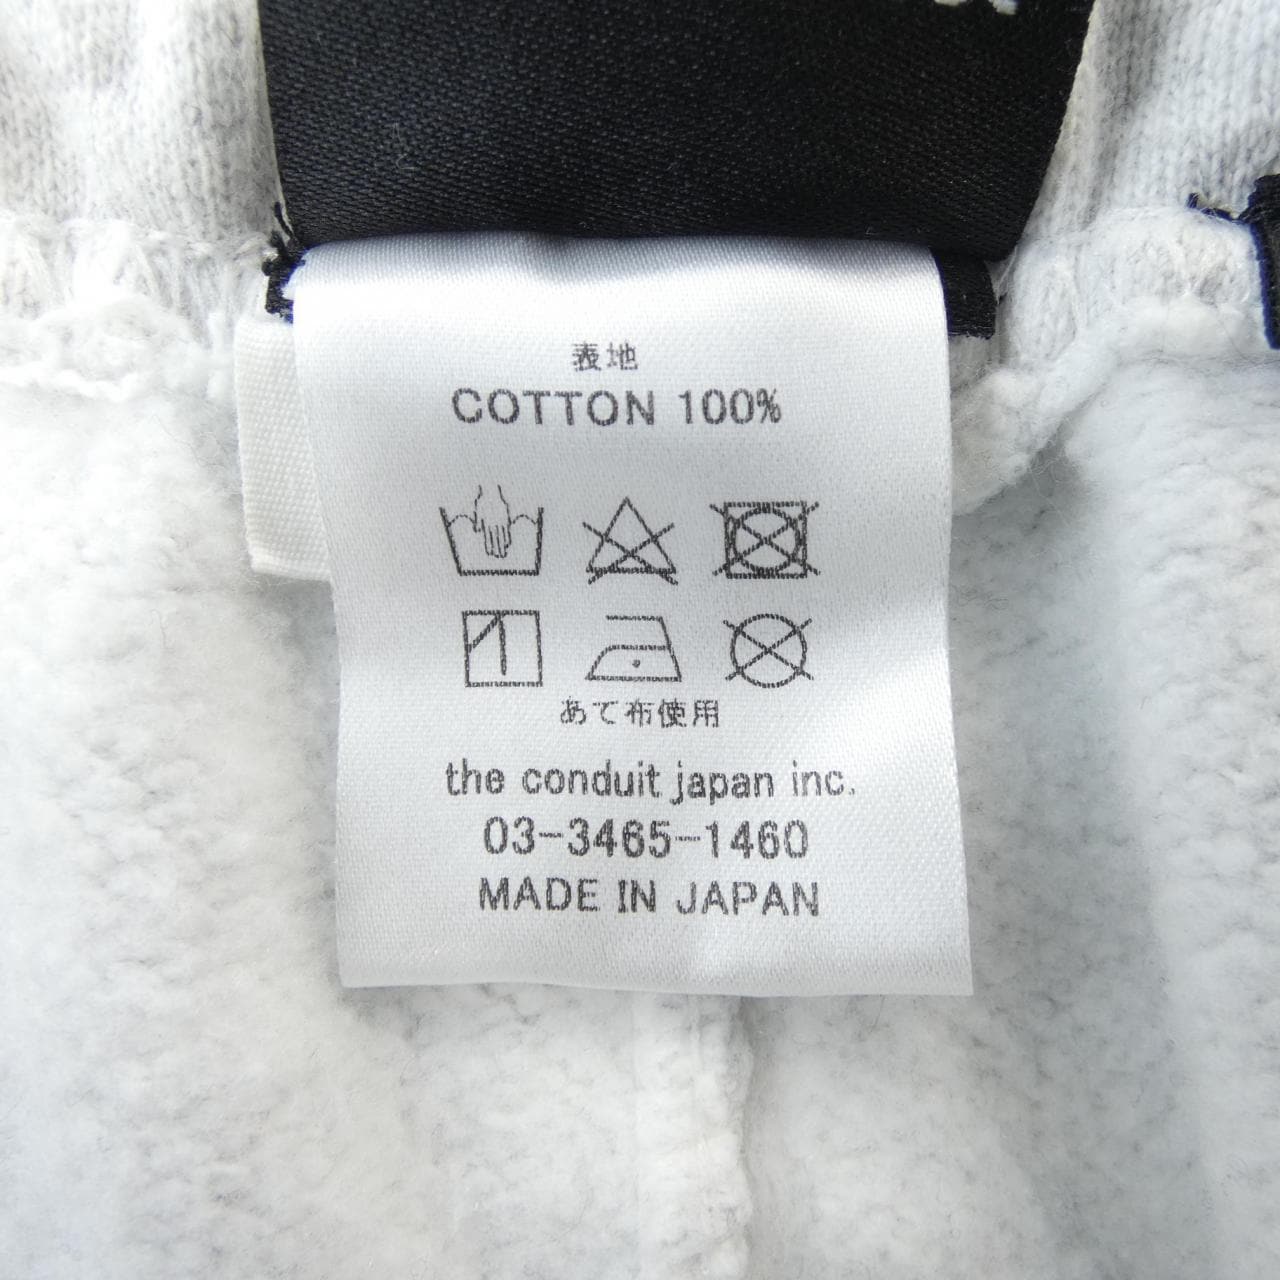 表地
COTTON 100%
あて布使用
the conduit japan inc.
03-3465-1460
MADE IN JAPAN